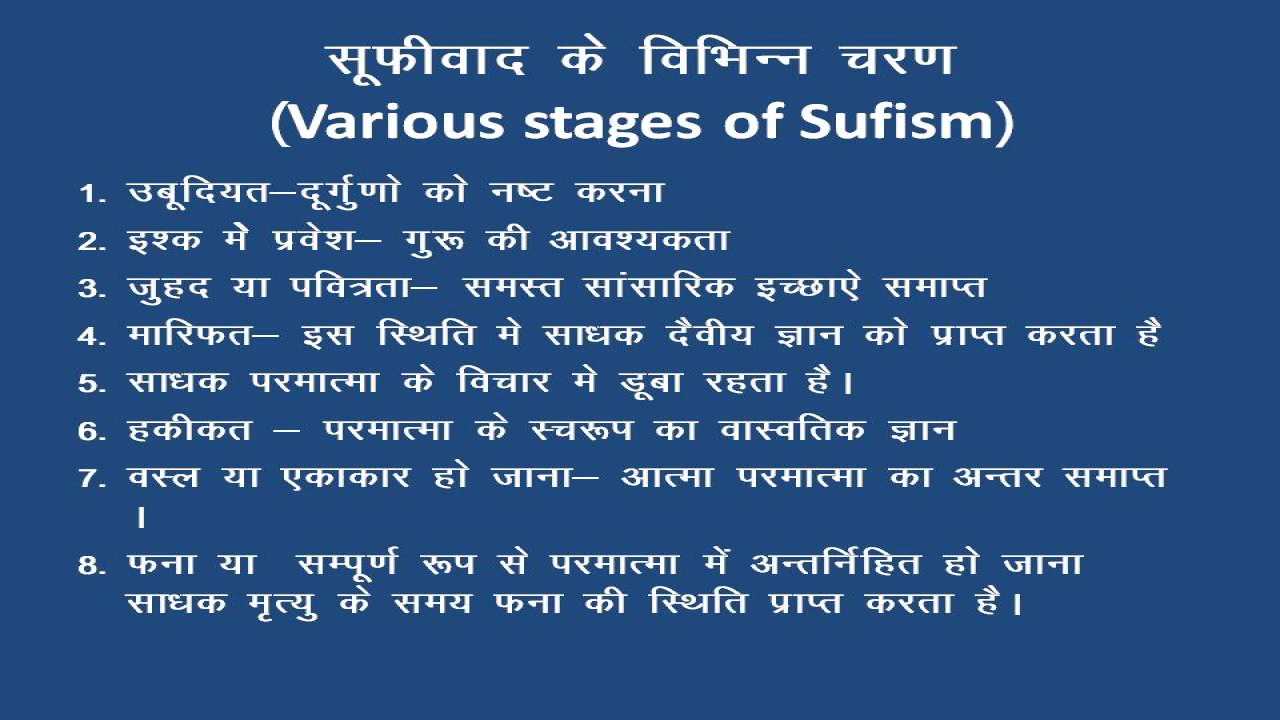 सूफीवाद के विभिन्न चरण
(Various stages of Sufism)
1. उबूदियत–दूर्गुणो को नष्ट करना
2. इश्क मेे प्रवेश– गुरू की आवश्यकता
3. जुहद या पवित्रता– समस्त सांसारिक इच्छाऐ समाप्त
4. मारिफत– इस स्थिति मे साधक दैवीय ज्ञान को प्राप्त करता है
5. साधक परमात्मा के विचार मे डूबा रहता है।
6. हकीकत – परमात्मा के स्चरूप का वास्वतिक ज्ञान
7. वस्ल या एकाकार हो जाना– आत्मा परमात्मा का अन्तर समाप्त
।
8. फना या सम्पूर्ण रूप से परमात्मा में अन्तर्निहित हो जाना
साधक मृत्यु के समय फना की स्थिति प्राप्त करता है।